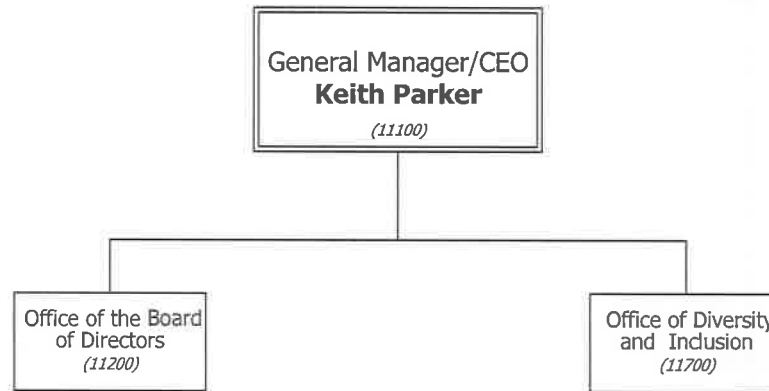 General Manager/CEO
Keith Parker
(11100)
Office of the Board
of Directors
(11200)
Office of Diversity
and Inclusion
(11700)